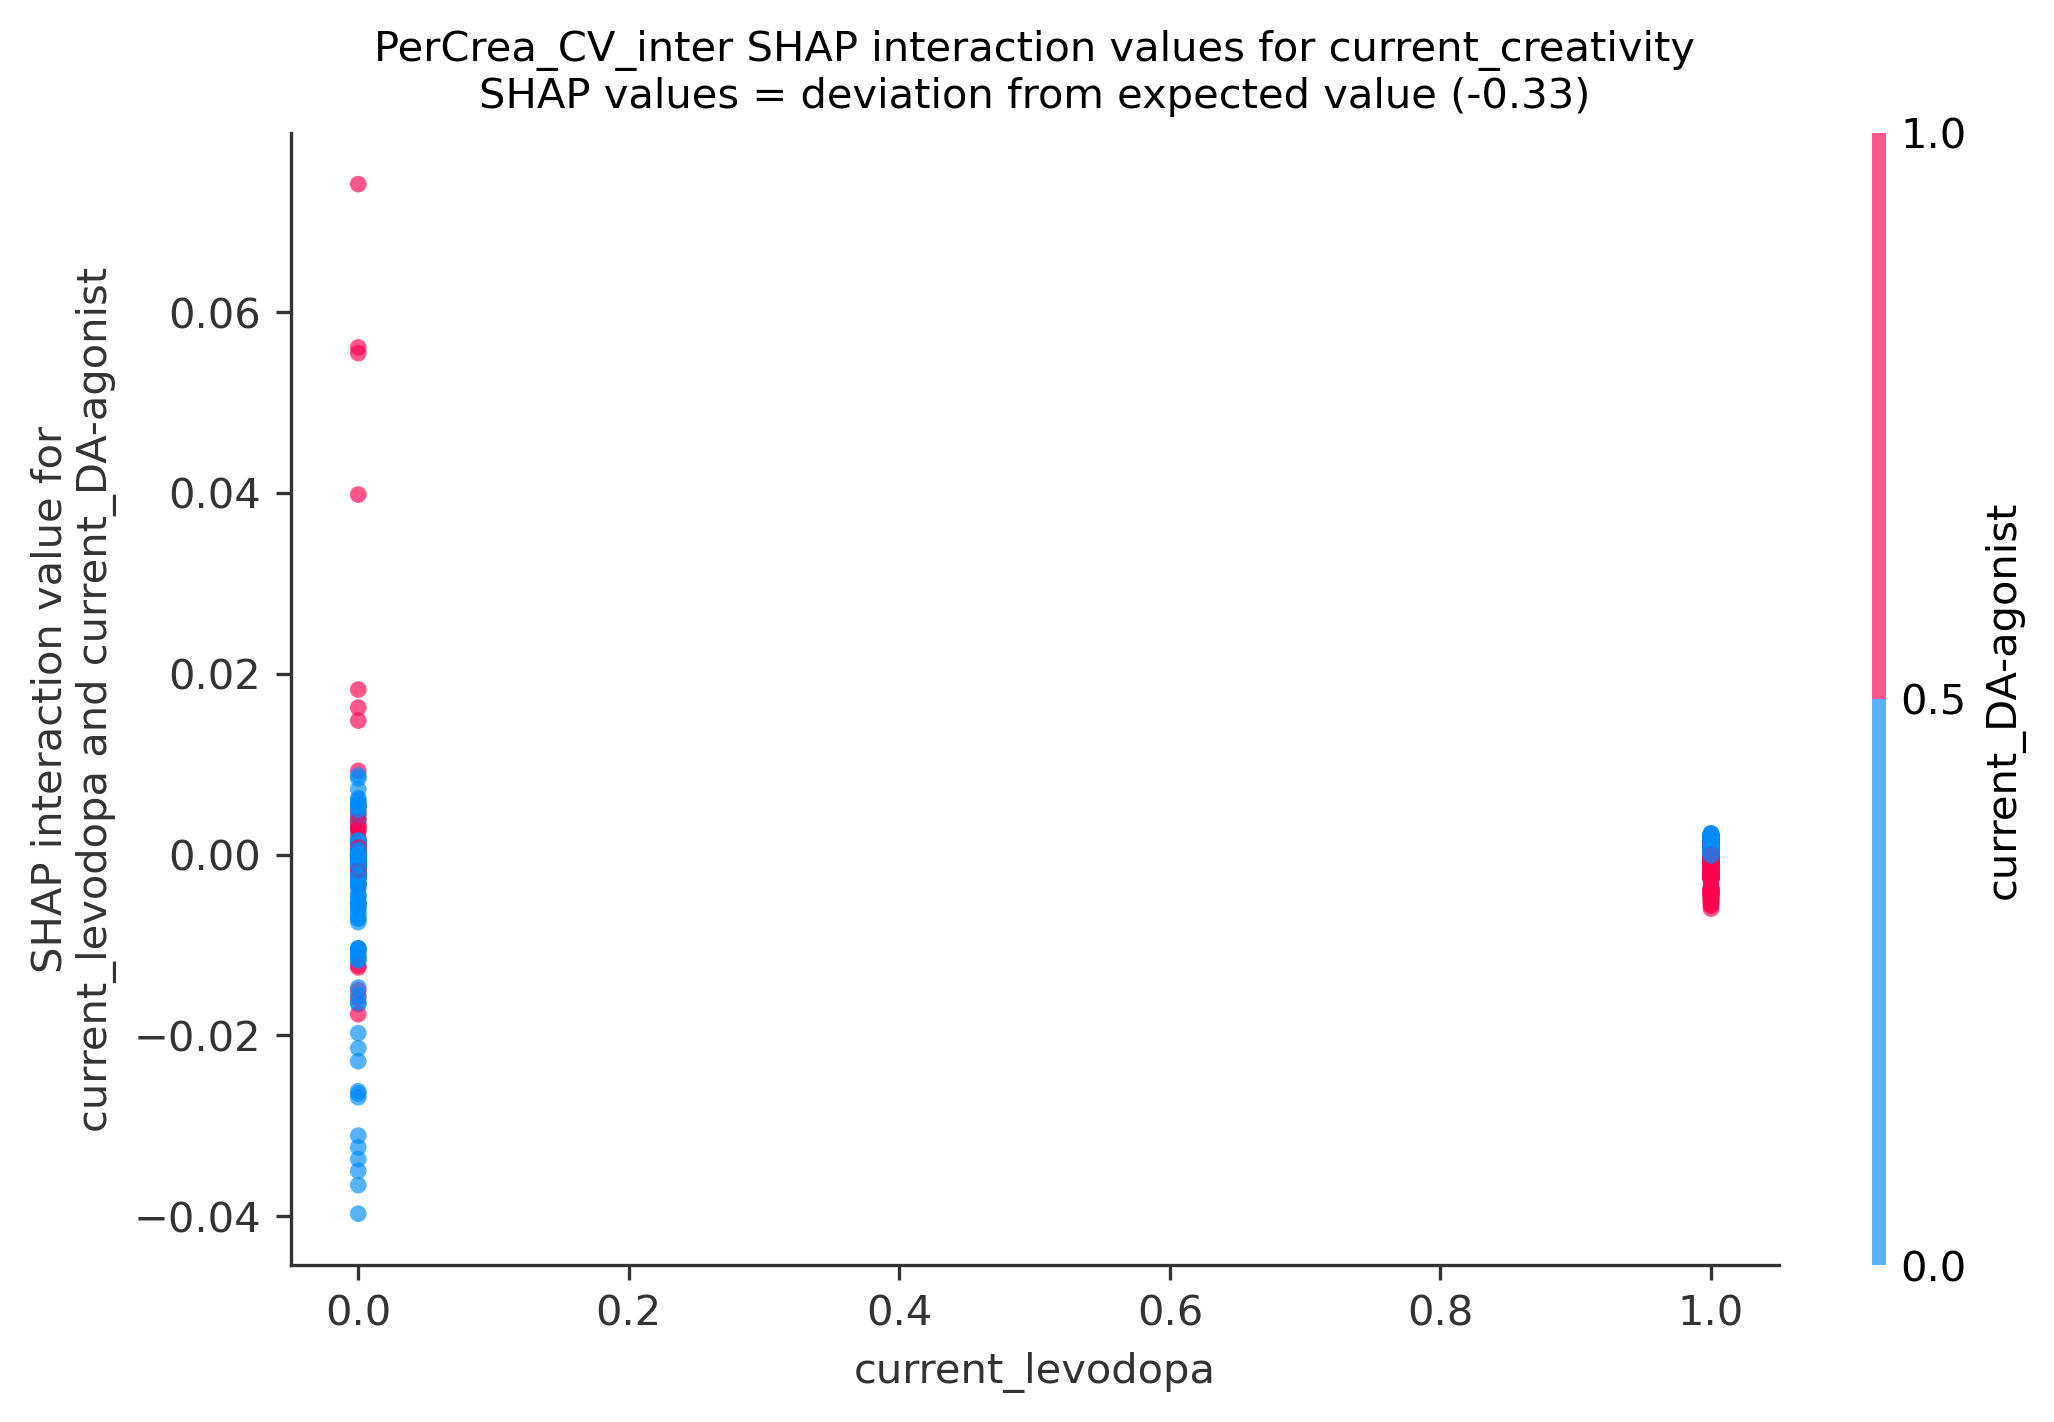 PerCrea_CV_inter SHAP interaction values for current_creativity
SHAP values = deviation from expected value (-0.33)
SHAP interaction value for
current_levodopa and current_DA-agonist
0.06
0.04
0.02
0.00
−0.02
−0.04
0.0
0.2
0.4
0.6
0.8
1.0
current_levodopa
1.0
0.5
0.0
current_DA-agonist